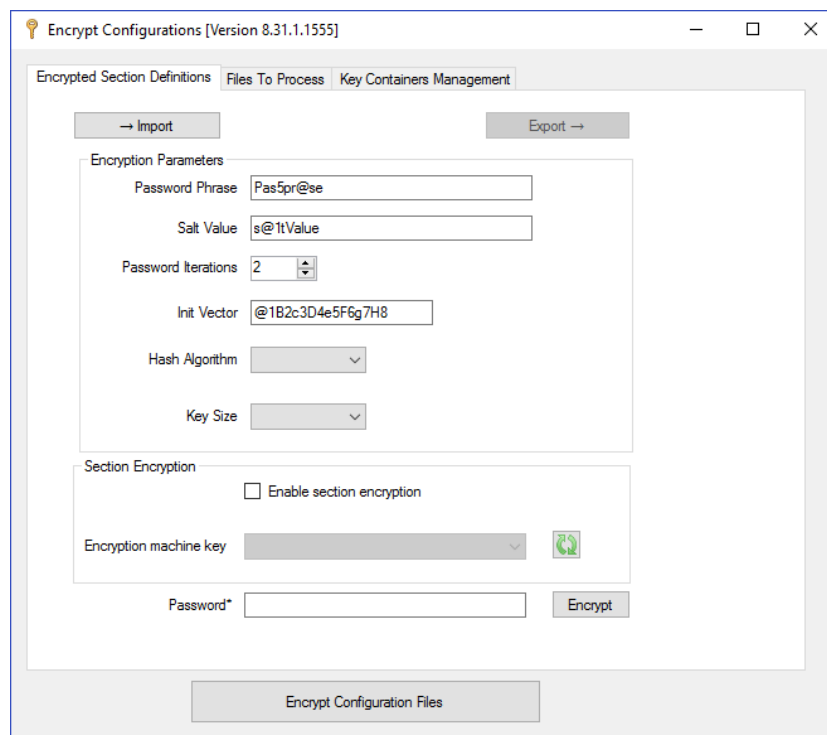 Encrypt Configurations [Version 8.31.1.1555]
Encrypted Section Definitions Files To Process Key Containers Management
→ Import Export →
Encryption Parameters
Password Phrase Pas5pr@se
Salt Value s@1tValue
Password Iterations 2
Init Vector @1B2c3D4e5F6g7H8
Hash Algorithm
Key Size
Section Encryption
Enable section encryption
Encryption machine key
Password* Encrypt
Encrypt Configuration Files